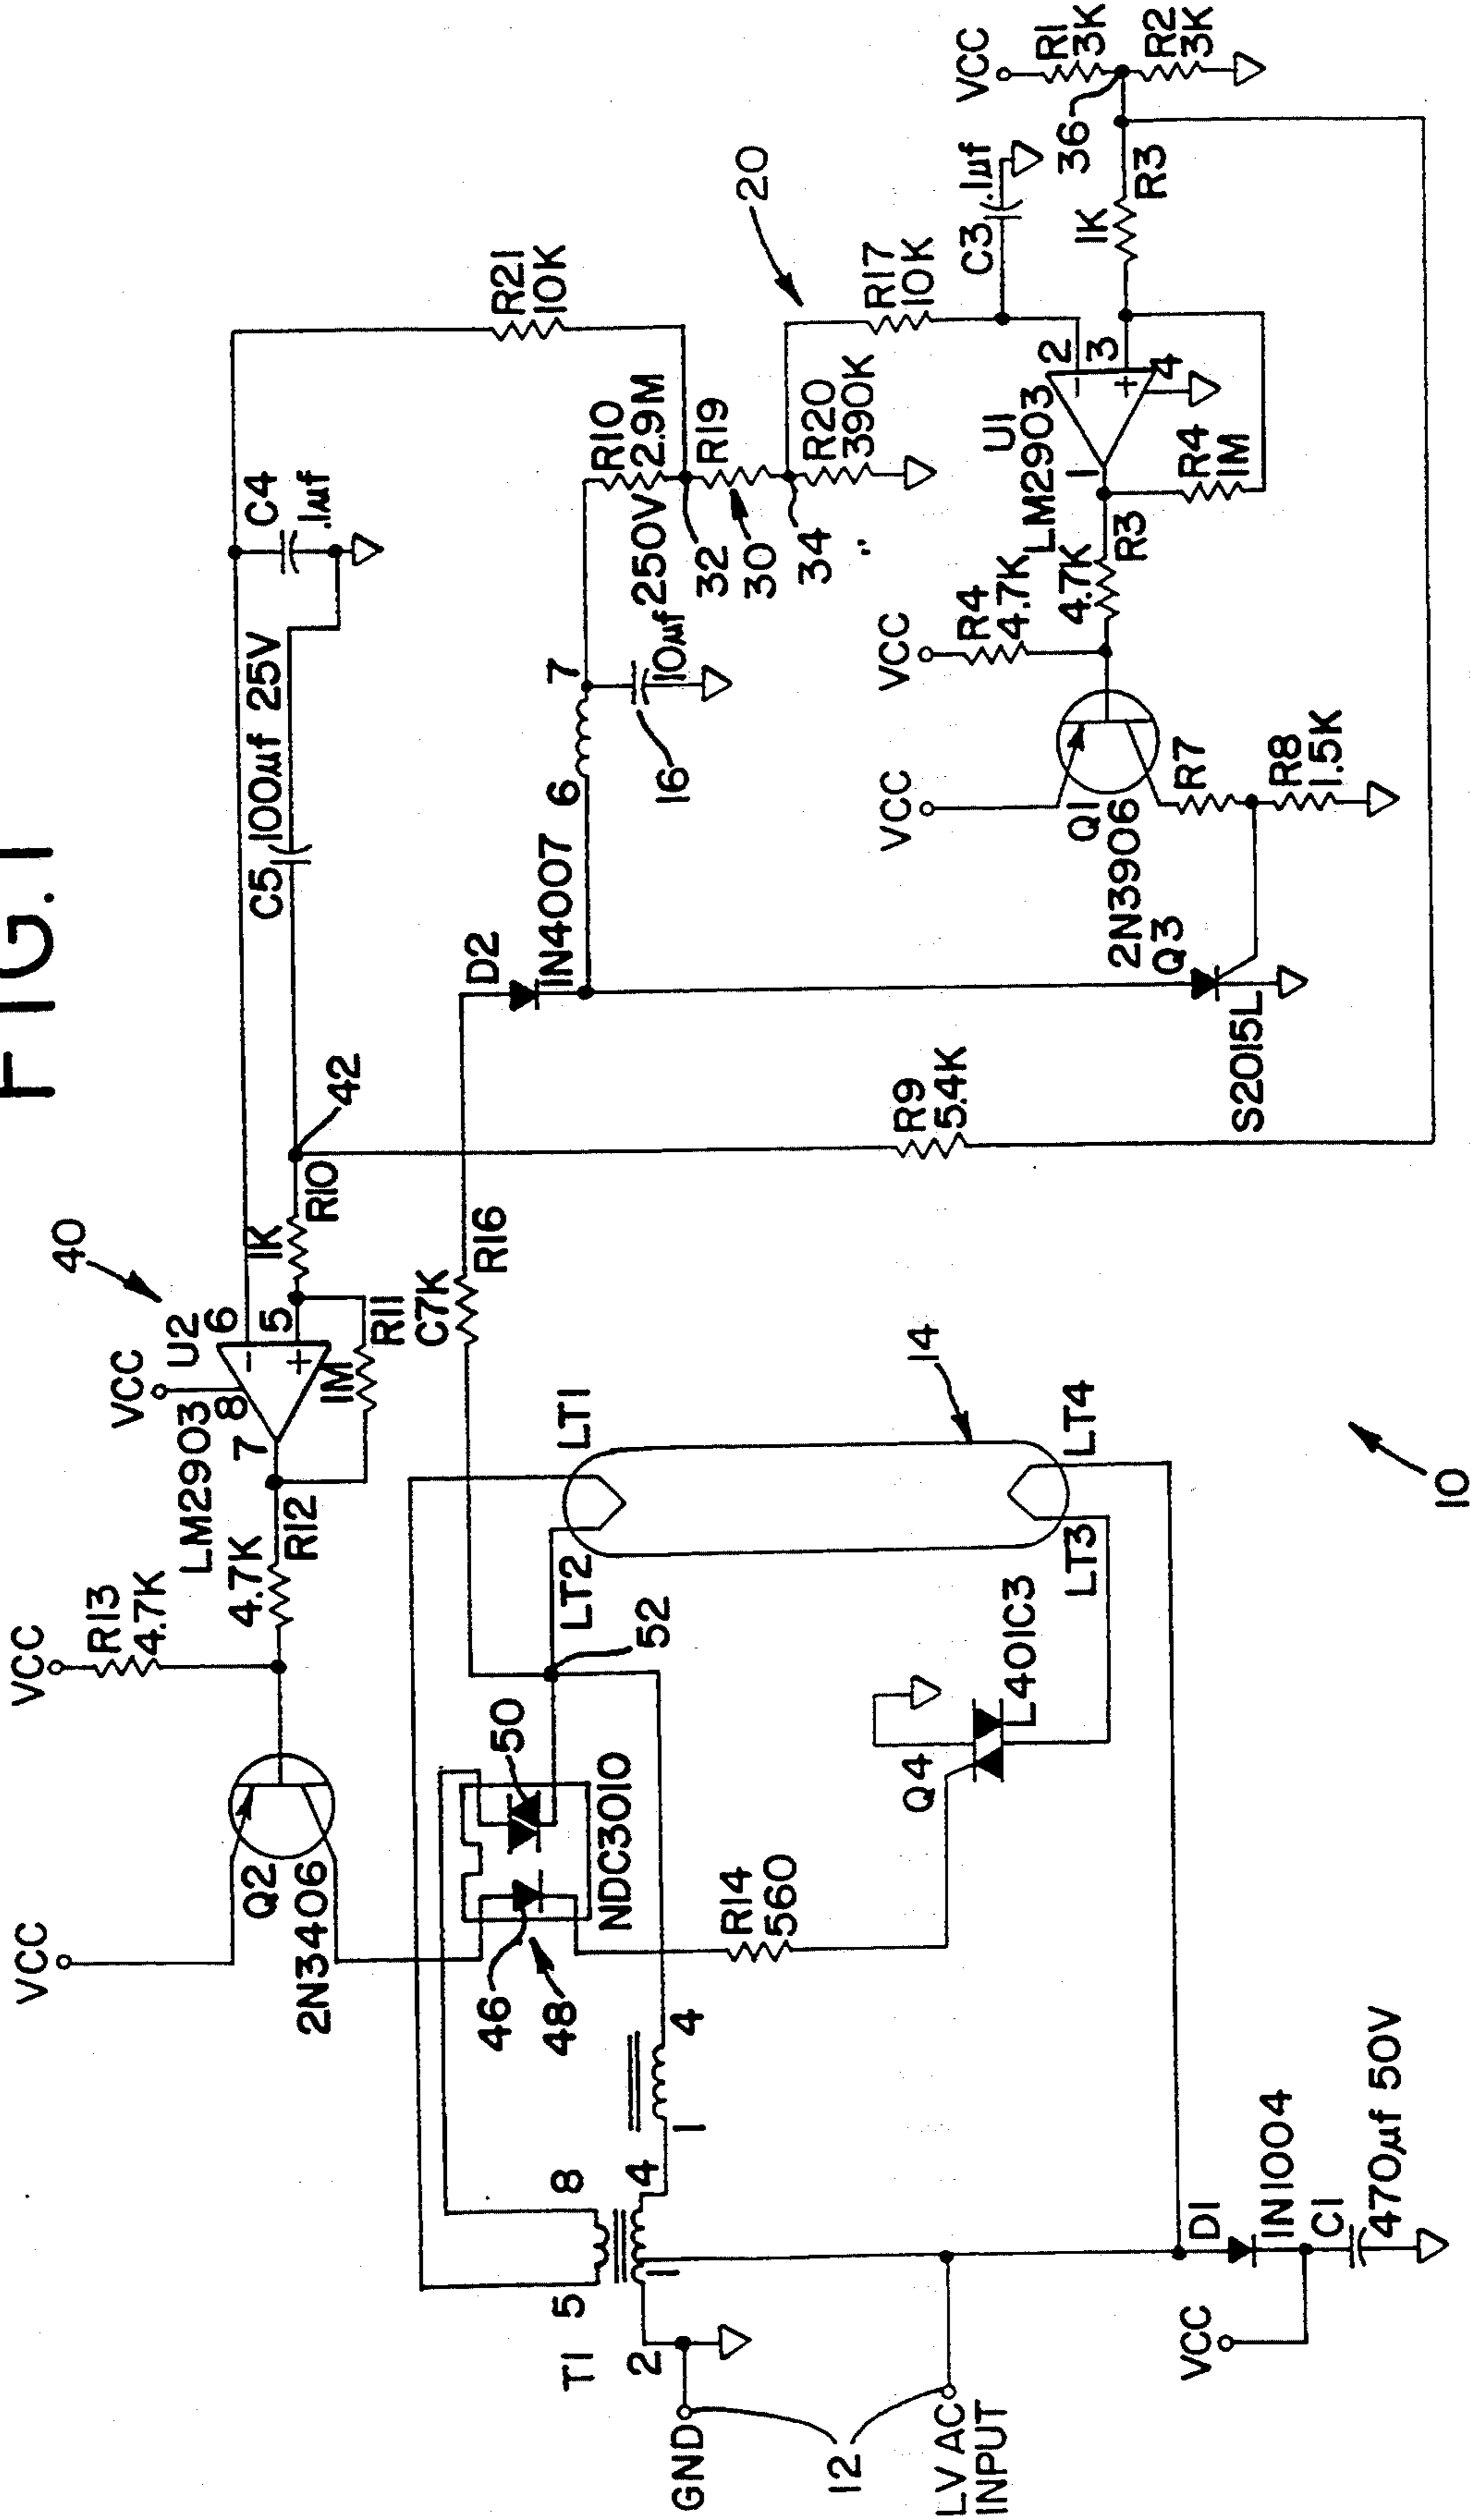 FIG. 1
VCC
VCC
R13
4.7K
Q2
2N3406
4.7K
R12
LM2903
VCC
U2
8
7
6
5
40
1M
R11
1K
R10
42
C5
100µf 25V
C4
.1µf
R21
10K
C7K
R16
D2
1N4007
6
7
10µf
250V
16
R10
2.9M
32
R19
30
34
R20
390K
20
R17
10K
C3
.1µf
VCC
R1
3K
R2
3K
36
R3
1K
U1
LM2903
2
3
4
1
R4
1M
R3
4.7K
VCC
R4
4.7K
VCC
Q1
2N3906
R7
R8
1.5K
Q3
S2015L
R9
5.4K
LT1
LT2
14
LT4
LT3
52
50
NDC3010
46
48
R14
560
Q4
L401C3
T1
5
8
4
1
2
1
4
GND
12
LV AC
INPUT
D1
1N1004
C1
470µf 50V
VCC
10